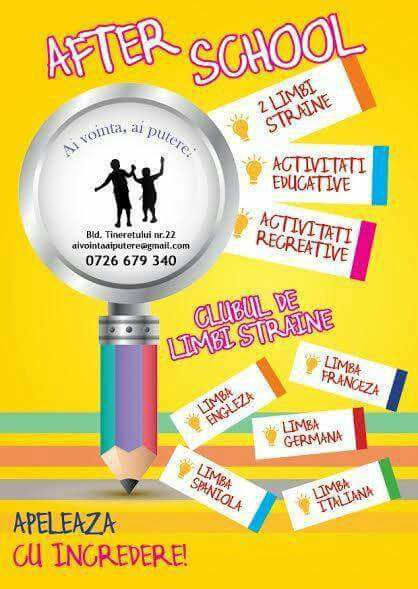 AFTER SCHOOL
2 LIMBI
STRAINE
ACTIVITATI
EDUCATIVE
ACTIVITATI
RECREATIVE
Ai vointa, ai putere!
Bld. Tineretului nr.22
aivointaaiputere@gmail.com
0726 679 340
CLUBUL DE
LIMBI STRAINE
LIMBA
FRANCEZA
LIMBA
ENGLEZA
LIMBA
GERMANA
LIMBA
SPANIOLA
LIMBA
ITALIANA
APELEAZA
CU INCREDERE!